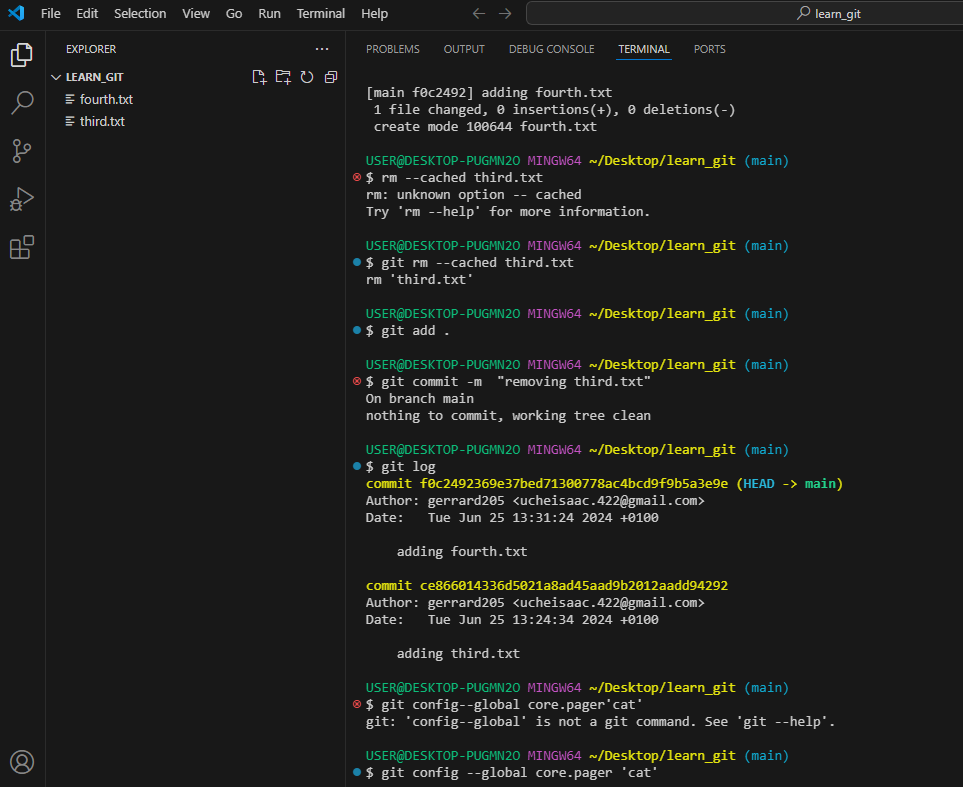 File Edit Selection View Go Run Terminal Help
learn_git
EXPLORER
LEARN_GIT
fourth.txt
third.txt
PROBLEMS OUTPUT DEBUG CONSOLE TERMINAL PORTS
[main f0c2492] adding fourth.txt
1 file changed, 0 insertions(+), 0 deletions(-)
create mode 100644 fourth.txt
USER@DESKTOP-PUGMN2O MINGW64 ~/Desktop/learn_git (main)
$ rm --cached third.txt
rm: unknown option -- cached
Try 'rm --help' for more information.
USER@DESKTOP-PUGMN2O MINGW64 ~/Desktop/learn_git (main)
$ git rm --cached third.txt
rm 'third.txt'
USER@DESKTOP-PUGMN2O MINGW64 ~/Desktop/learn_git (main)
$ git add .
USER@DESKTOP-PUGMN2O MINGW64 ~/Desktop/learn_git (main)
$ git commit -m  "removing third.txt"
On branch main
nothing to commit, working tree clean
USER@DESKTOP-PUGMN2O MINGW64 ~/Desktop/learn_git (main)
$ git log
commit f0c2492369e37bed71300778ac4bcd9f9b5a3e9e (HEAD -> main)
Author: gerrard205 <ucheisaac.422@gmail.com>
Date:   Tue Jun 25 13:31:24 2024 +0100
adding fourth.txt
commit ce866014336d5021a8ad45aad9b2012aadd94292
Author: gerrard205 <ucheisaac.422@gmail.com>
Date:   Tue Jun 25 13:24:34 2024 +0100
adding third.txt
USER@DESKTOP-PUGMN2O MINGW64 ~/Desktop/learn_git (main)
$ git config--global core.pager'cat'
git: 'config--global' is not a git command. See 'git --help'.
USER@DESKTOP-PUGMN2O MINGW64 ~/Desktop/learn_git (main)
$ git config --global core.pager 'cat'